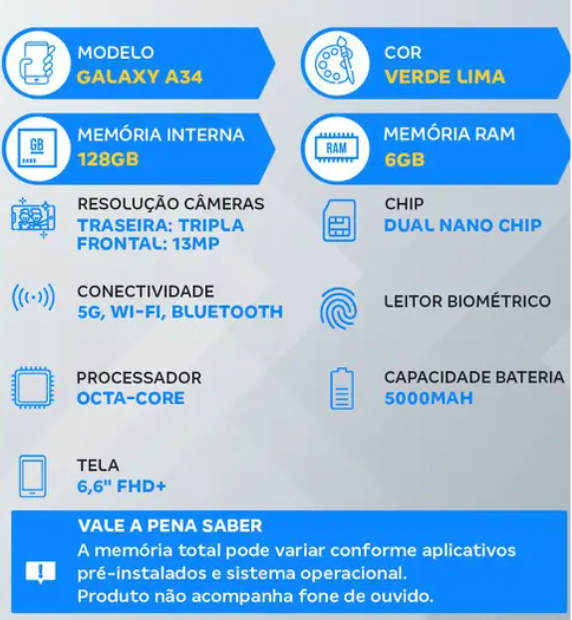 MODELO
GALAXY A34
COR
VERDE LIMA
GB
MEMÓRIA INTERNA
128GB
RAM
MEMÓRIA RAM
6GB
RESOLUÇÃO CÂMERAS
TRASEIRA: TRIPLA
FRONTAL: 13MP
CHIP
DUAL NANO CHIP
CONECTIVIDADE
5G, WI-FI, BLUETOOTH
LEITOR BIOMÉTRICO
PROCESSADOR
OCTA-CORE
CAPACIDADE BATERIA
5000MAH
TELA
6,6" FHD+
VALE A PENA SABER
A memória total pode variar conforme aplicativos
pré-instalados e sistema operacional.
Produto não acompanha fone de ouvido.